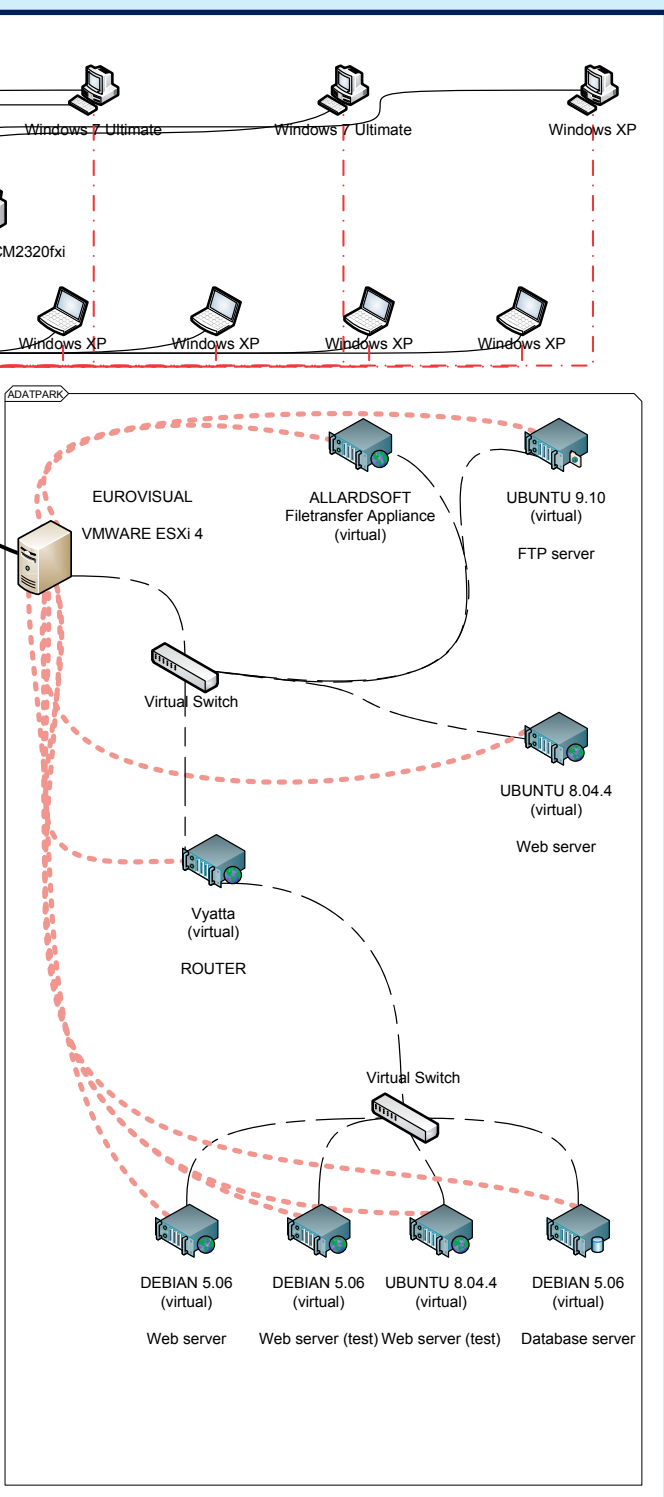 Windows 7 Ultimate
Windows 7 Ultimate
Windows XP
CM2320fxi
Windows XP
Windows XP
Windows XP
Windows XP
ADATPARK
EUROVISUAL
VMWARE ESXi 4
ALLARDSOFT
Filetransfer Appliance
(virtual)
UBUNTU 9.10
(virtual)
FTP server
Virtual Switch
UBUNTU 8.04.4
(virtual)
Web server
Vyatta
(virtual)
ROUTER
Virtual Switch
DEBIAN 5.06
(virtual)
Web server
DEBIAN 5.06
(virtual)
Web server (test)
UBUNTU 8.04.4
(virtual)
Web server (test)
DEBIAN 5.06
(virtual)
Database server